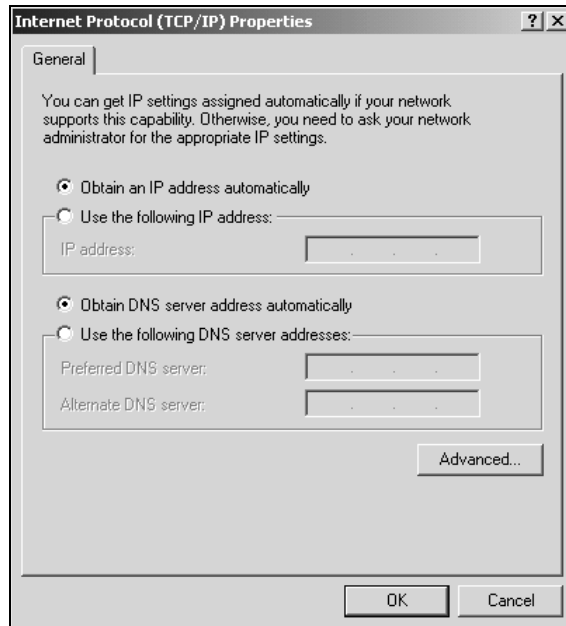 Internet Protocol (TCP/IP) Properties
General
You can get IP settings assigned automatically if your network
supports this capability. Otherwise, you need to ask your network
administrator for the appropriate IP settings.
Obtain an IP address automatically
Use the following IP address:
IP address:
Obtain DNS server address automatically
Use the following DNS server addresses:
Preferred DNS server:
Alternate DNS server:
Advanced...
OK Cancel